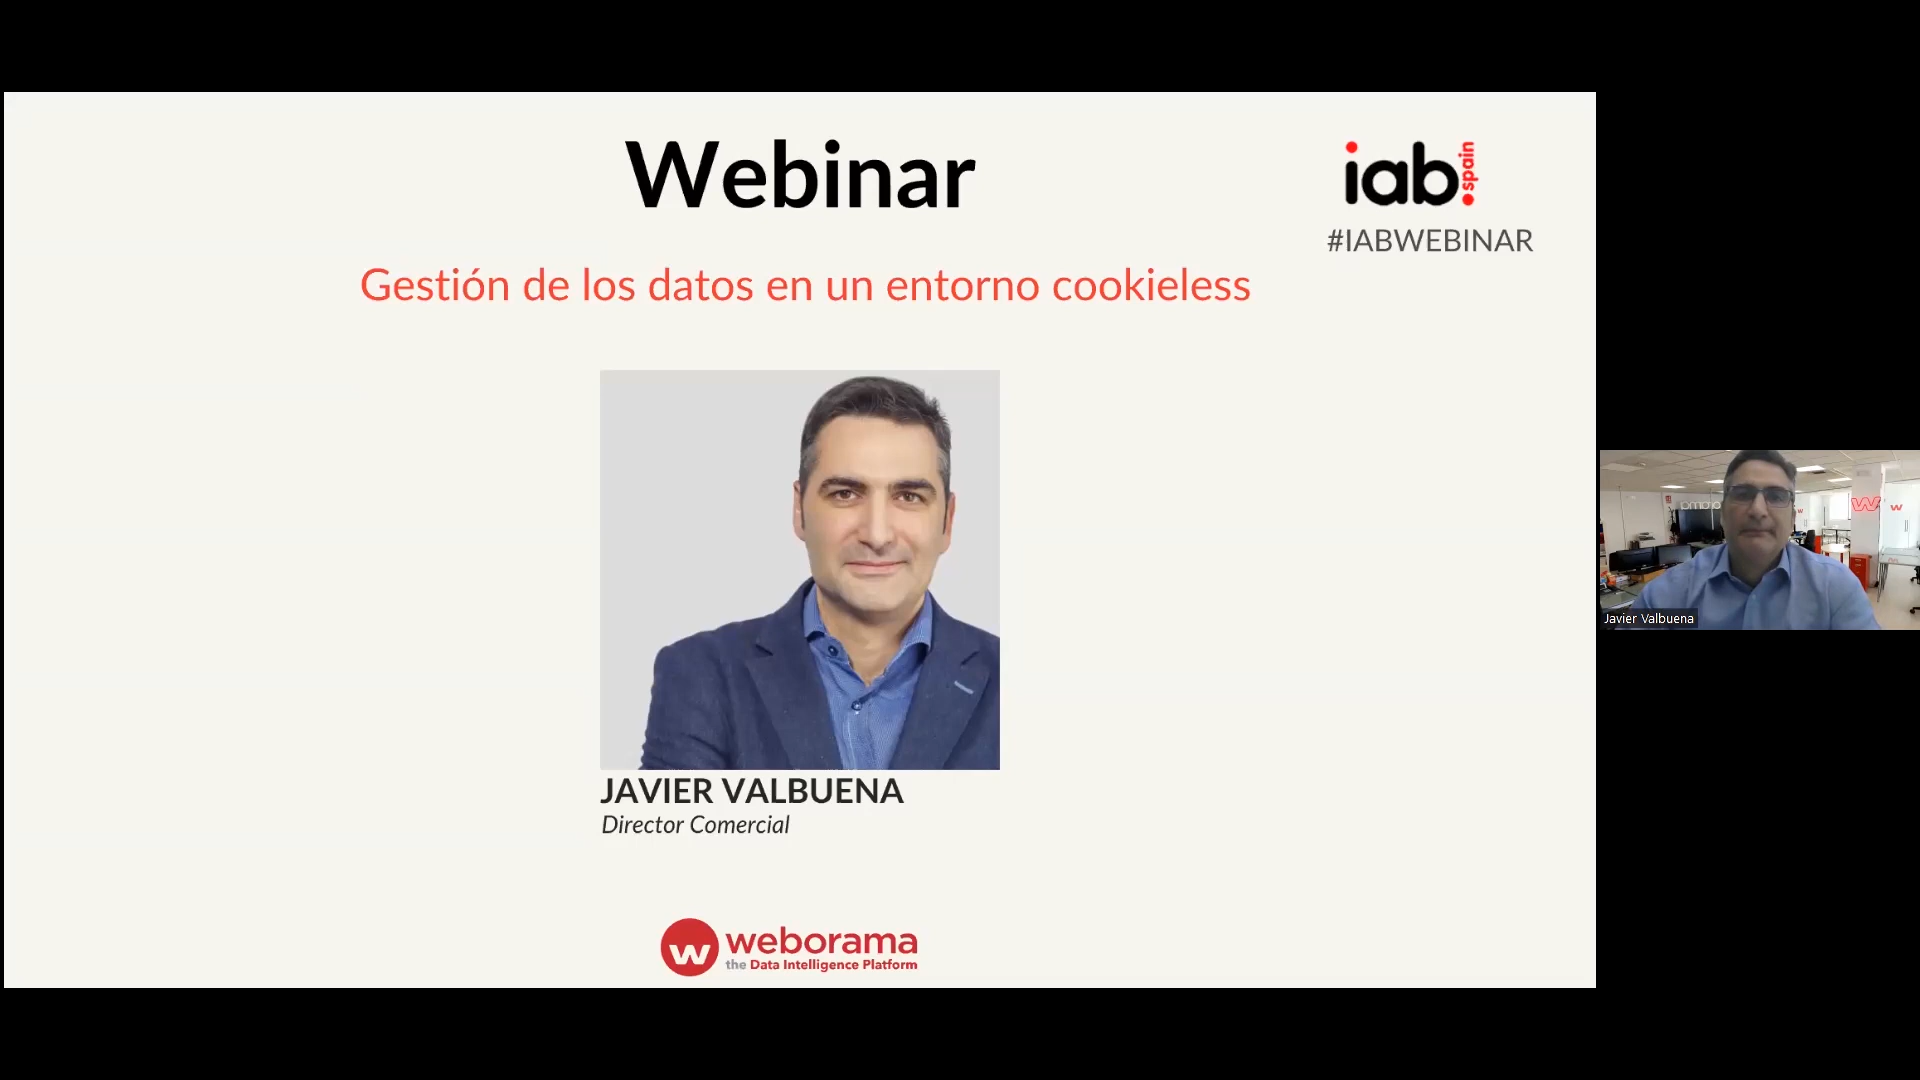 Webinar
iab.spain
#IABWEBINAR
Gestión de los datos en un entorno cookieless
JAVIER VALBUENA
Director Comercial
w weborama
the Data Intelligence Platform
Javier Valbuena